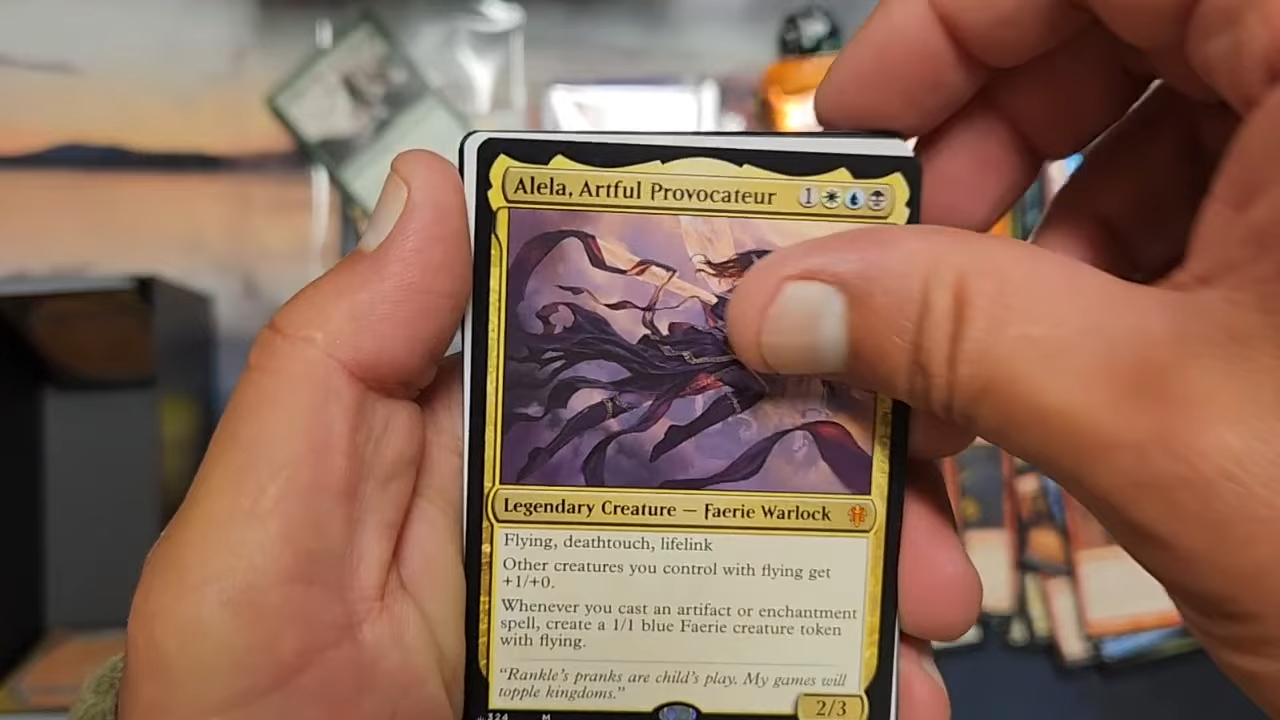 Alela, Artful Provocateur 1
Legendary Creature — Faerie Warlock
Flying, deathtouch, lifelink
Other creatures you control with flying get
+1/+0.
Whenever you cast an artifact or enchantment
spell, create a 1/1 blue Faerie creature token
with flying.
"Rankle's pranks are child's play. My games will
topple kingdoms."
2/3
324 M